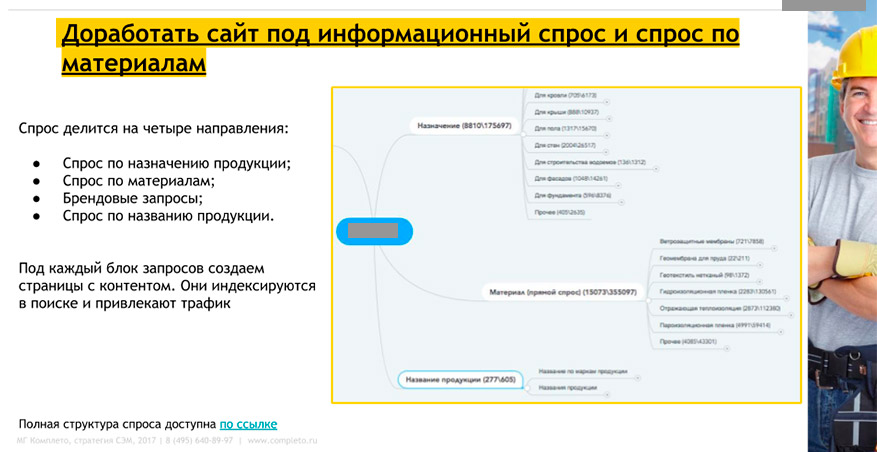 Доработать сайт под информационный спрос и спрос по
материалам
Спрос делится на четыре направления:
● Спрос по назначению продукции;
● Спрос по материалам;
● Брендовые запросы;
● Спрос по названию продукции.
Под каждый блок запросов создаем
страницы с контентом. Они индексируются
в поиске и привлекают трафик
Назначение (8810\175697)
Для кровли (705\6173)
Для крыши (888\10937)
Для пола (1317\15670)
Для стен (2004\26517)
Для строительства водоемов (136\1312)
Для фасадов (1048\14261)
Для фундамента (596\8376)
Прочее (405\2635)
Материал (прямой спрос) (15073\355097)
Ветрозащитные мембраны (721\7858)
Геомембрана для пруда (22\211)
Геотекстиль нетканый (98\1372)
Гидроизоляционная пленка (2283\130561)
Отражающая теплоизоляция (2873\112380)
Пароизоляционная пленка (4991\59414)
Прочее (4085\43301)
Название продукции (277\605)
Название по маркам продукции
Названия продукции
Полная структура спроса доступна по ссылке
МГ Комплето, стратегия СЭМ, 2017 | 8 (495) 640-89-97 | www.completo.ru